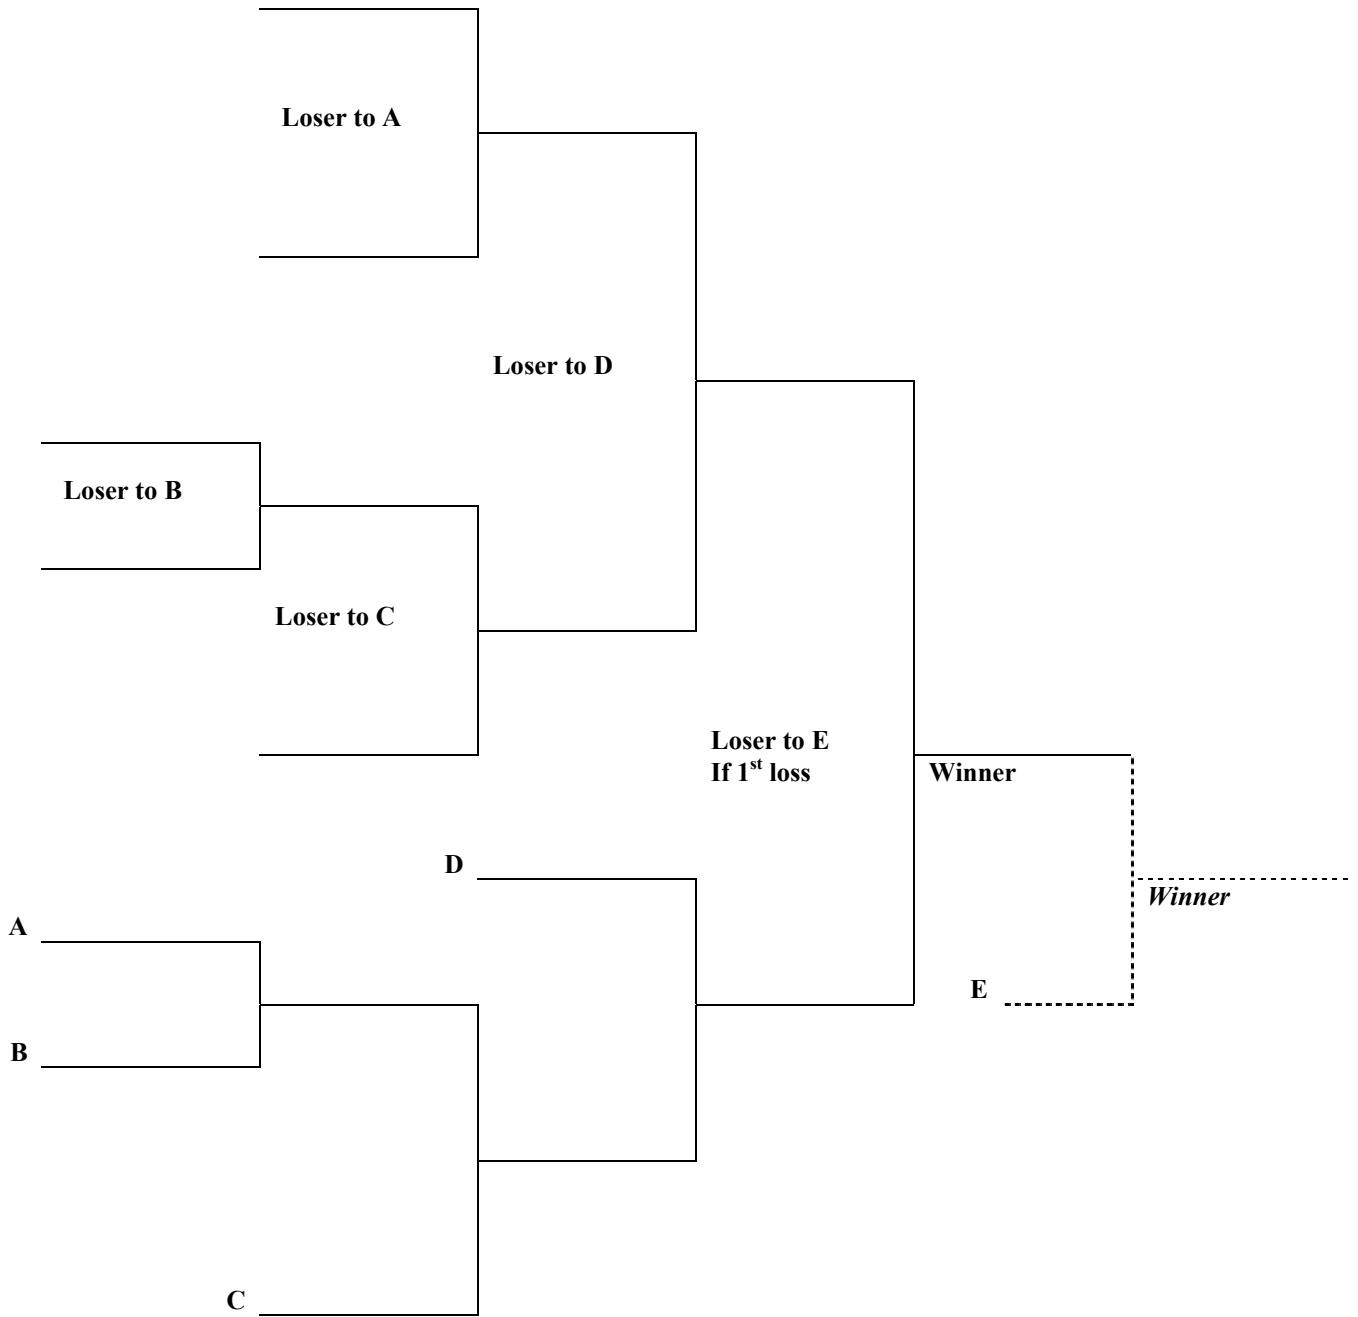 Loser to A
Loser to D
Loser to B
Loser to C
Loser to E
If 1st loss
Winner
D
Winner
A
E
B
C